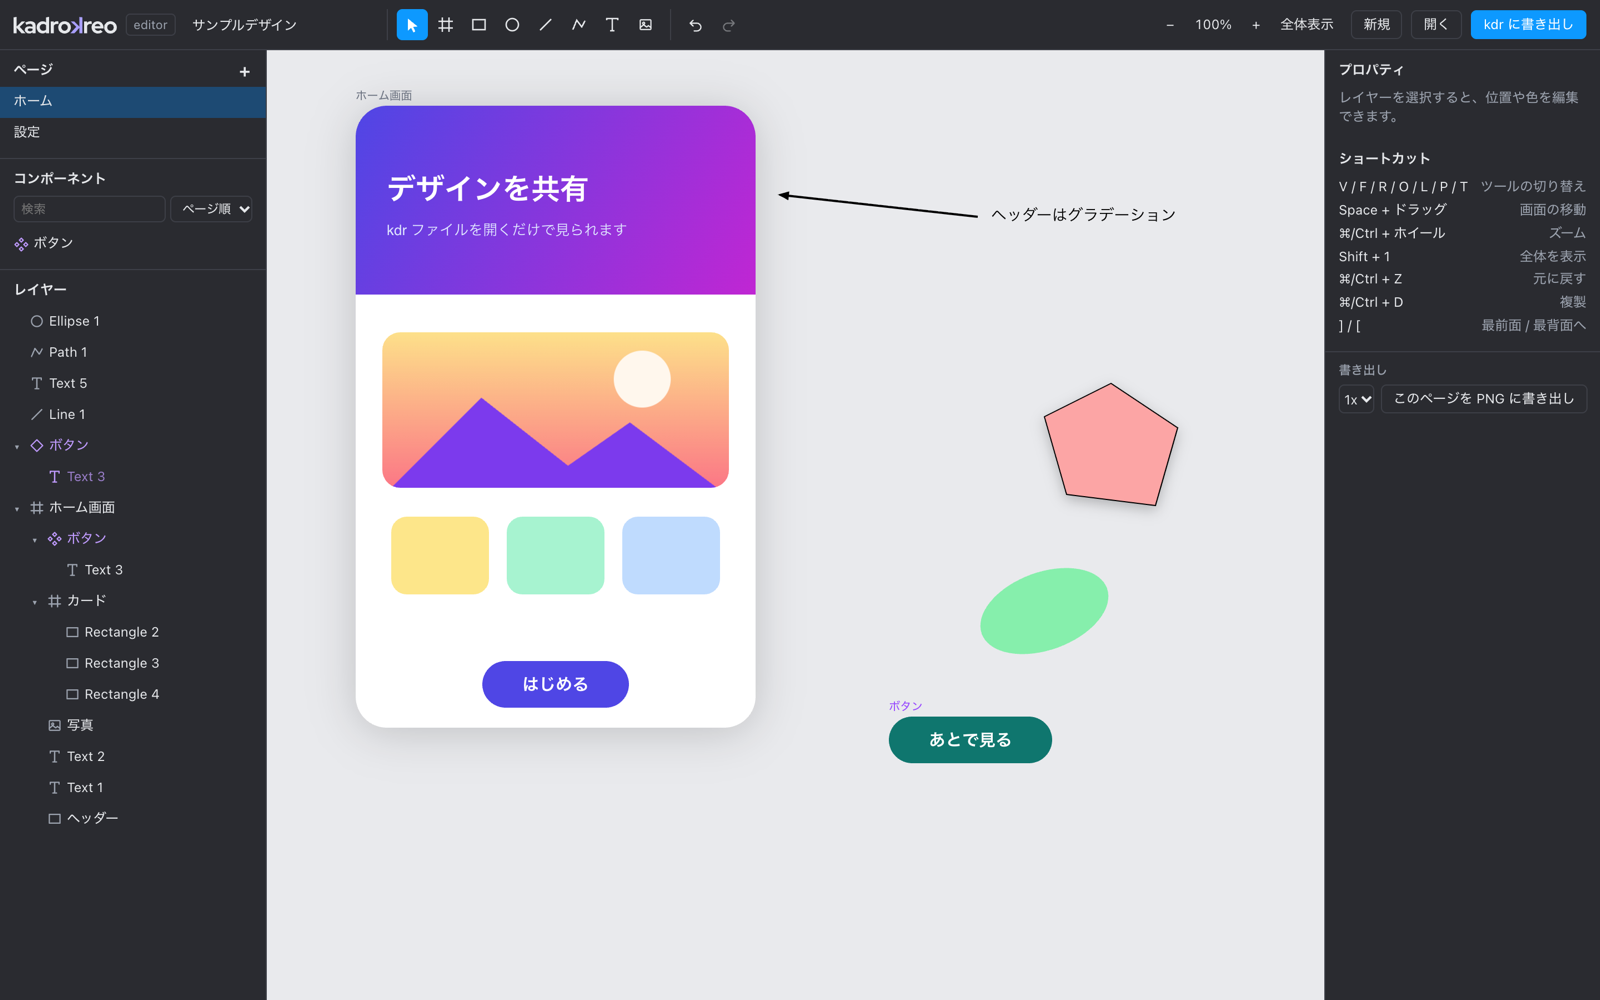 kadrokreo editor サンプルデザイン
− 100% + 全体表示 新規 開く kdr に書き出し
ページ +
ホーム
設定
コンポーネント
検索 ページ順
ボタン
レイヤー
Ellipse 1
Path 1
Text 5
Line 1
ボタン
Text 3
ホーム画面
ボタン
Text 3
カード
Rectangle 2
Rectangle 3
Rectangle 4
写真
Text 2
Text 1
ヘッダー
ホーム画面
デザインを共有
kdr ファイルを開くだけで見られます
ヘッダーはグラデーション
はじめる
ボタン
あとで見る
プロパティ
レイヤーを選択すると、位置や色を編集
できます。
ショートカット
V / F / R / O / L / P / T ツールの切り替え
Space + ドラッグ 画面の移動
⌘/Ctrl + ホイール ズーム
Shift + 1 全体を表示
⌘/Ctrl + Z 元に戻す
⌘/Ctrl + D 複製
] / [ 最前面 / 最背面へ
書き出し
1x このページを PNG に書き出し